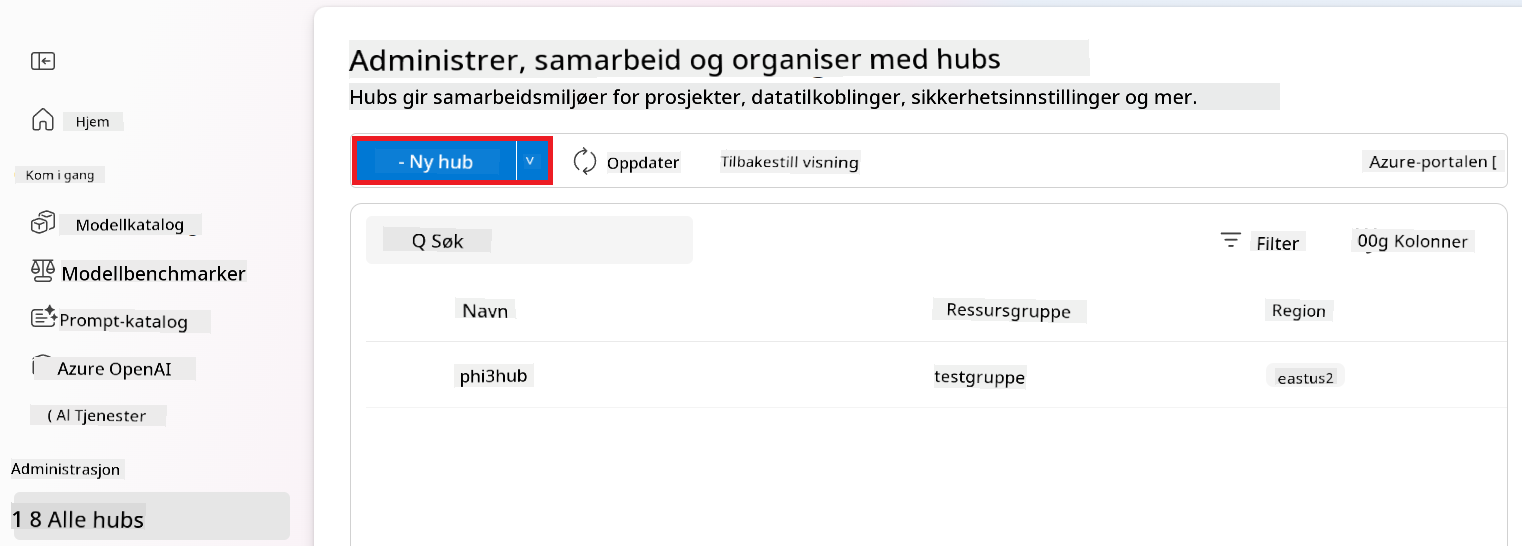 Hjem
Kom i gang
Modellkatalog
Modellbenchmarker
Prompt-katalog
Azure OpenAI
( Al Tjenester
Administrasjon
1 8 Alle hubs
Administrer, samarbeid og organiser med hubs
Hubs gir samarbeidsmiljøer for prosjekter, datatilkoblinger, sikkerhetsinnstillinger og mer.
- Ny hub v Oppdater Tilbakestill visning Azure-portalen [
Q Søk Filter 00g Kolonner
Navn Ressursgruppe Region
phi3hub testgruppe eastus2